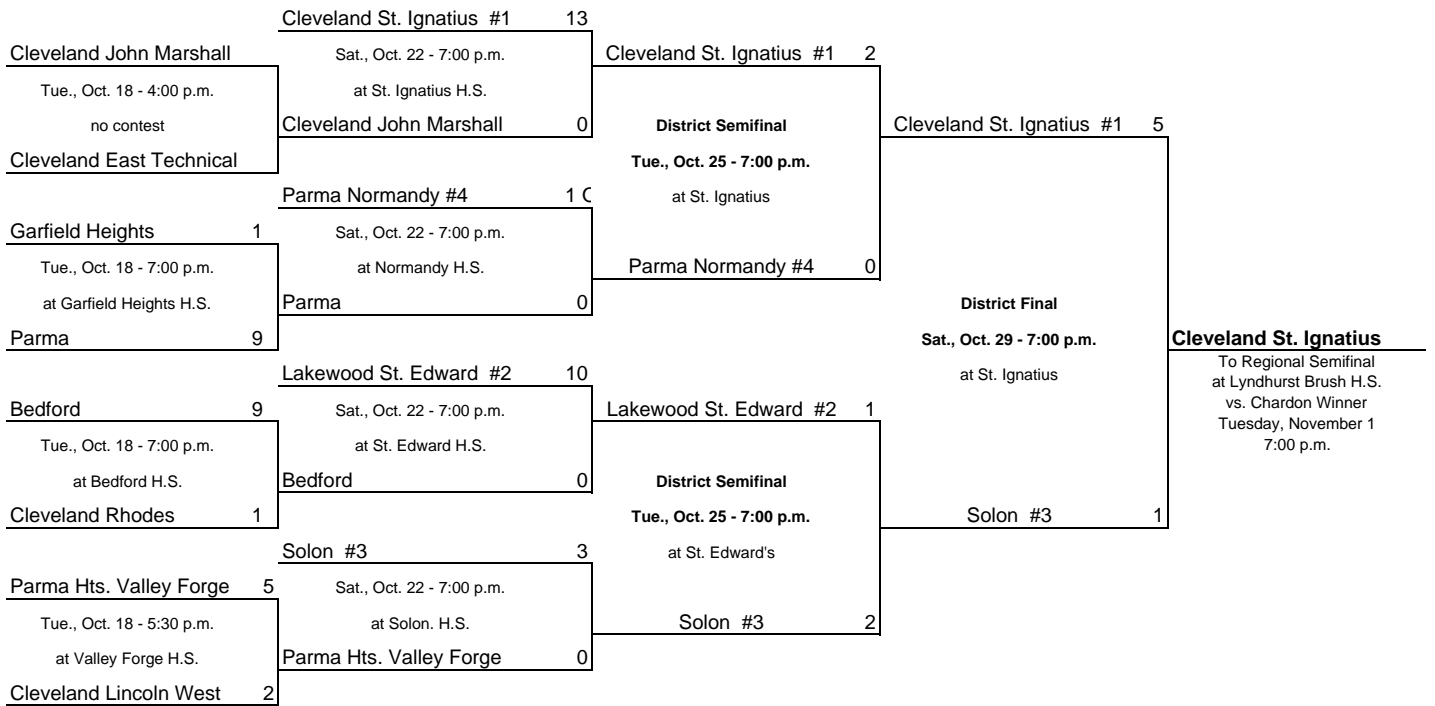 Cleveland St. Ignatius #1 13
Cleveland John Marshall Sat., Oct. 22 - 7:00 p.m. Cleveland St. Ignatius #1 2
Tue., Oct. 18 - 4:00 p.m. at St. Ignatius H.S.
no contest Cleveland John Marshall 0 District Semifinal Cleveland St. Ignatius #1 5
Cleveland East Technical Tue., Oct. 25 - 7:00 p.m.
Parma Normandy #4 1 at St. Ignatius
Garfield Heights 1 Sat., Oct. 22 - 7:00 p.m.
Tue., Oct. 18 - 7:00 p.m. at Normandy H.S. Parma Normandy #4 0
at Garfield Heights H.S. Parma 0 District Final
Parma 9 Sat., Oct. 29 - 7:00 p.m. Cleveland St. Ignatius
To Regional Semifinal
Lakewood St. Edward #2 10 at St. Ignatius at Lyndhurst Brush H.S.
vs. Chardon Winner
Bedford 9 Sat., Oct. 22 - 7:00 p.m. Lakewood St. Edward #2 1 Tuesday, November 1
Tue., Oct. 18 - 7:00 p.m. at St. Edward H.S. 7:00 p.m.
at Bedford H.S. Bedford 0 District Semifinal
Cleveland Rhodes 1 Tue., Oct. 25 - 7:00 p.m. Solon #3 1
Solon #3 3 at St. Edward's
Parma Hts. Valley Forge 5 Sat., Oct. 22 - 7:00 p.m.
Tue., Oct. 18 - 5:30 p.m. at Solon. H.S. Solon #3 2
at Valley Forge H.S. Parma Hts. Valley Forge 0
Cleveland Lincoln West 2